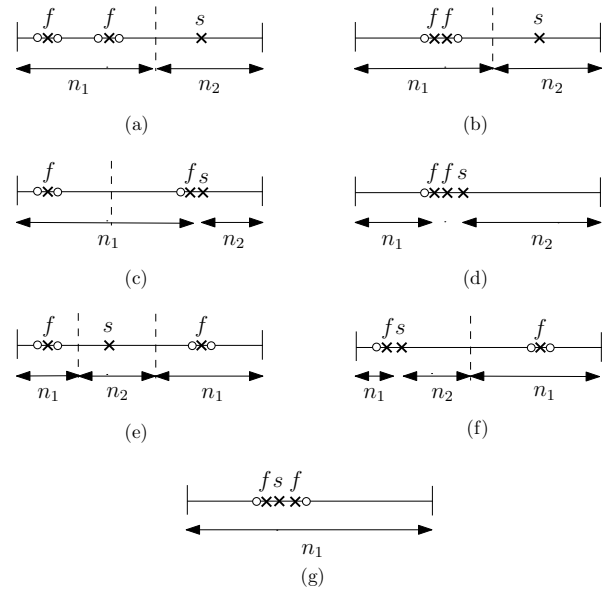 f f s f f s
n₁ n₂ n₁ n₂
(a) (b)
f f s f f s
n₁ n₂ n₁ n₂
(c) (d)
f s f f s f
n₁ n₂ n₁ n₁ n₂ n₁
(e) (f)
f s f
n₁
(g)